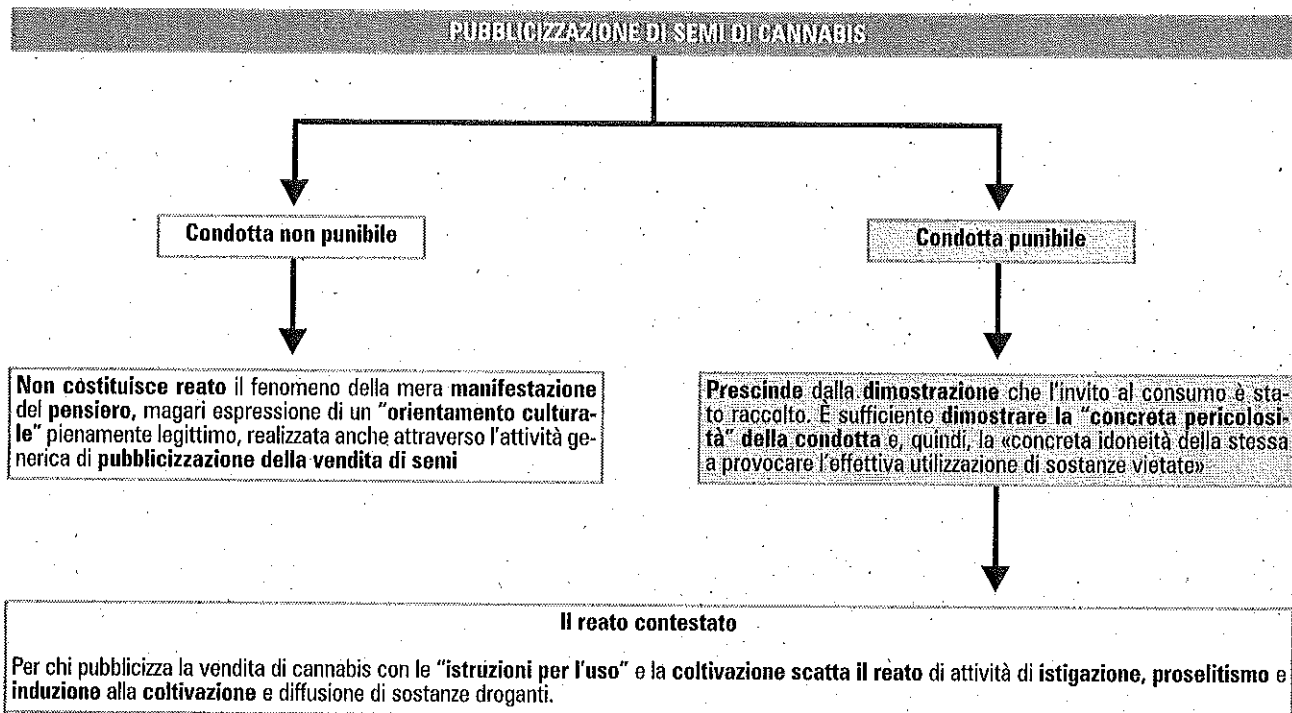 PUBBLICIZZAZIONE DI SEMI DI CANNABIS
Condotta non punibile
Condotta punibile
Non costituisce reato il fenomeno della mera manifestazione
del pensiero, magari espressione di un "orientamento cultura-
le" pienamente legittimo, realizzata anche attraverso l'attività ge-
nerica di pubblicizzazione della vendita di semi
Prescinde dalla dimostrazione che l'invito al consumo è sta-
to raccolto. È sufficiente dimostrare la "concreta pericolosi-
tà" della condotta e, quindi, la «concreta idoneità della stessa
a provocare l'effettiva utilizzazione di sostanze vietate»
Il reato contestato
Per chi pubblicizza la vendita di cannabis con le "istruzioni per l'uso" e la coltivazione scatta il reato di attività di istigazione, proselitismo e
induzione alla coltivazione e diffusione di sostanze droganti.